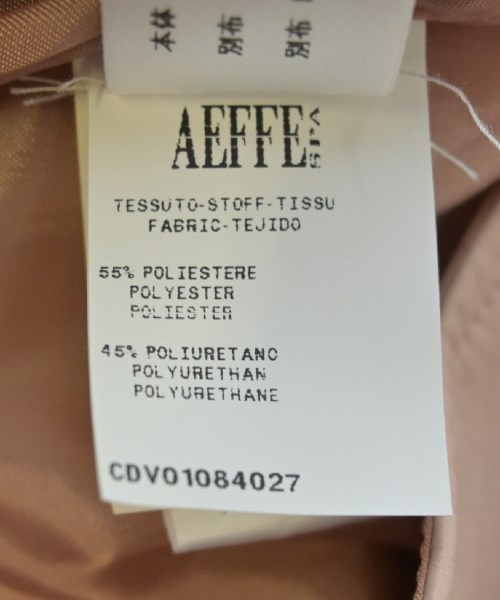 本体
別布
別布
AEFFE SPA
TESSUTO-STOFF-TISSU
FABRIC-TEJIDO
55% POLIESTERE
POLYESTER
POLIESTER
45% POLIURETANO
POLYURETHAN
POLYURETHANE
CDV01084027